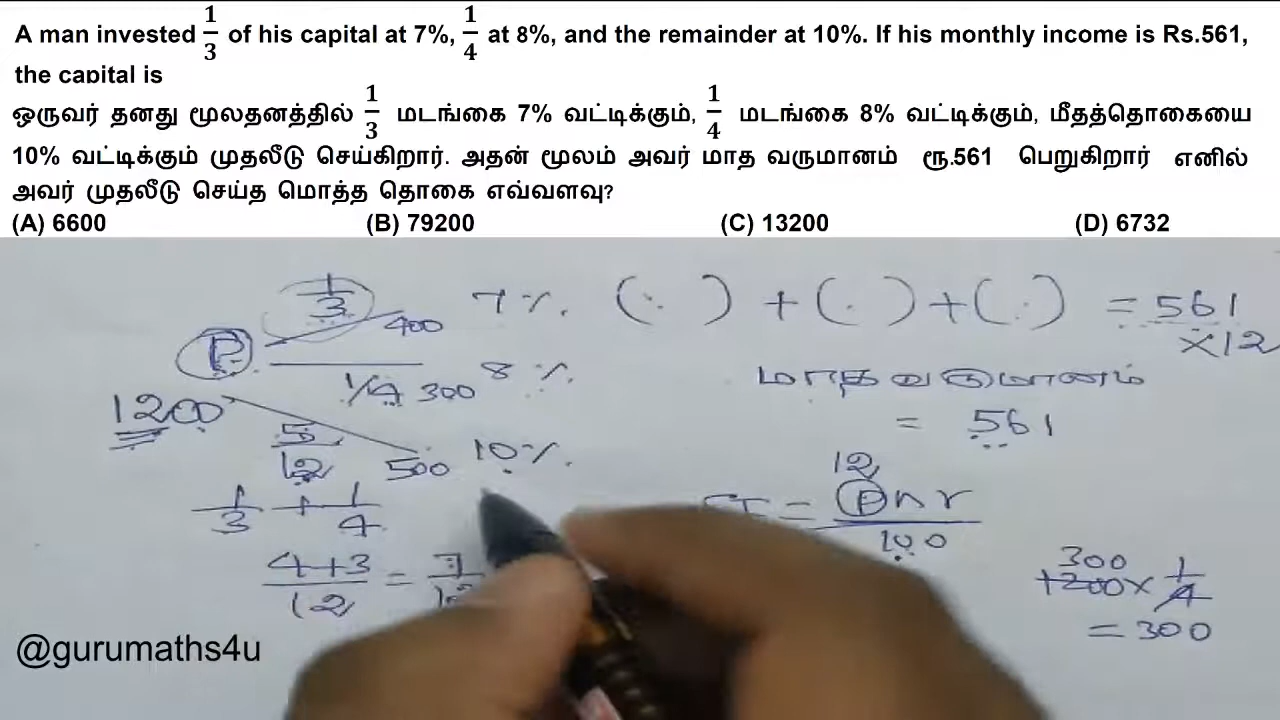 A man invested 1/3 of his capital at 7%, 1/4 at 8%, and the remainder at 10%. If his monthly income is Rs.561,
the capital is
ஒருவர் தனது மூலதனத்தில் 1/3 மடங்கை 7% வட்டிக்கும், 1/4 மடங்கை 8% வட்டிக்கும், மீதத்தொகையை
10% வட்டிக்கும் முதலீடு செய்கிறார். அதன் மூலம் அவர் மாத வருமானம் ரூ.561 பெறுகிறார் எனில்
அவர் முதலீடு செய்த மொத்த தொகை எவ்வளவு?
(A) 6600 (B) 79200 (C) 13200 (D) 6732
1/3 7%. ( ) + ( ) + ( ) = 561
400 ×12
P
1/4 300 8%. மாத வருமானம்
1200 = 561
5/12 500 10%.
1/3 + 1/4 12
= Pnr/100
4+3/12 = 7/12 300
1200 × 1/4
= 300
@gurumaths4u